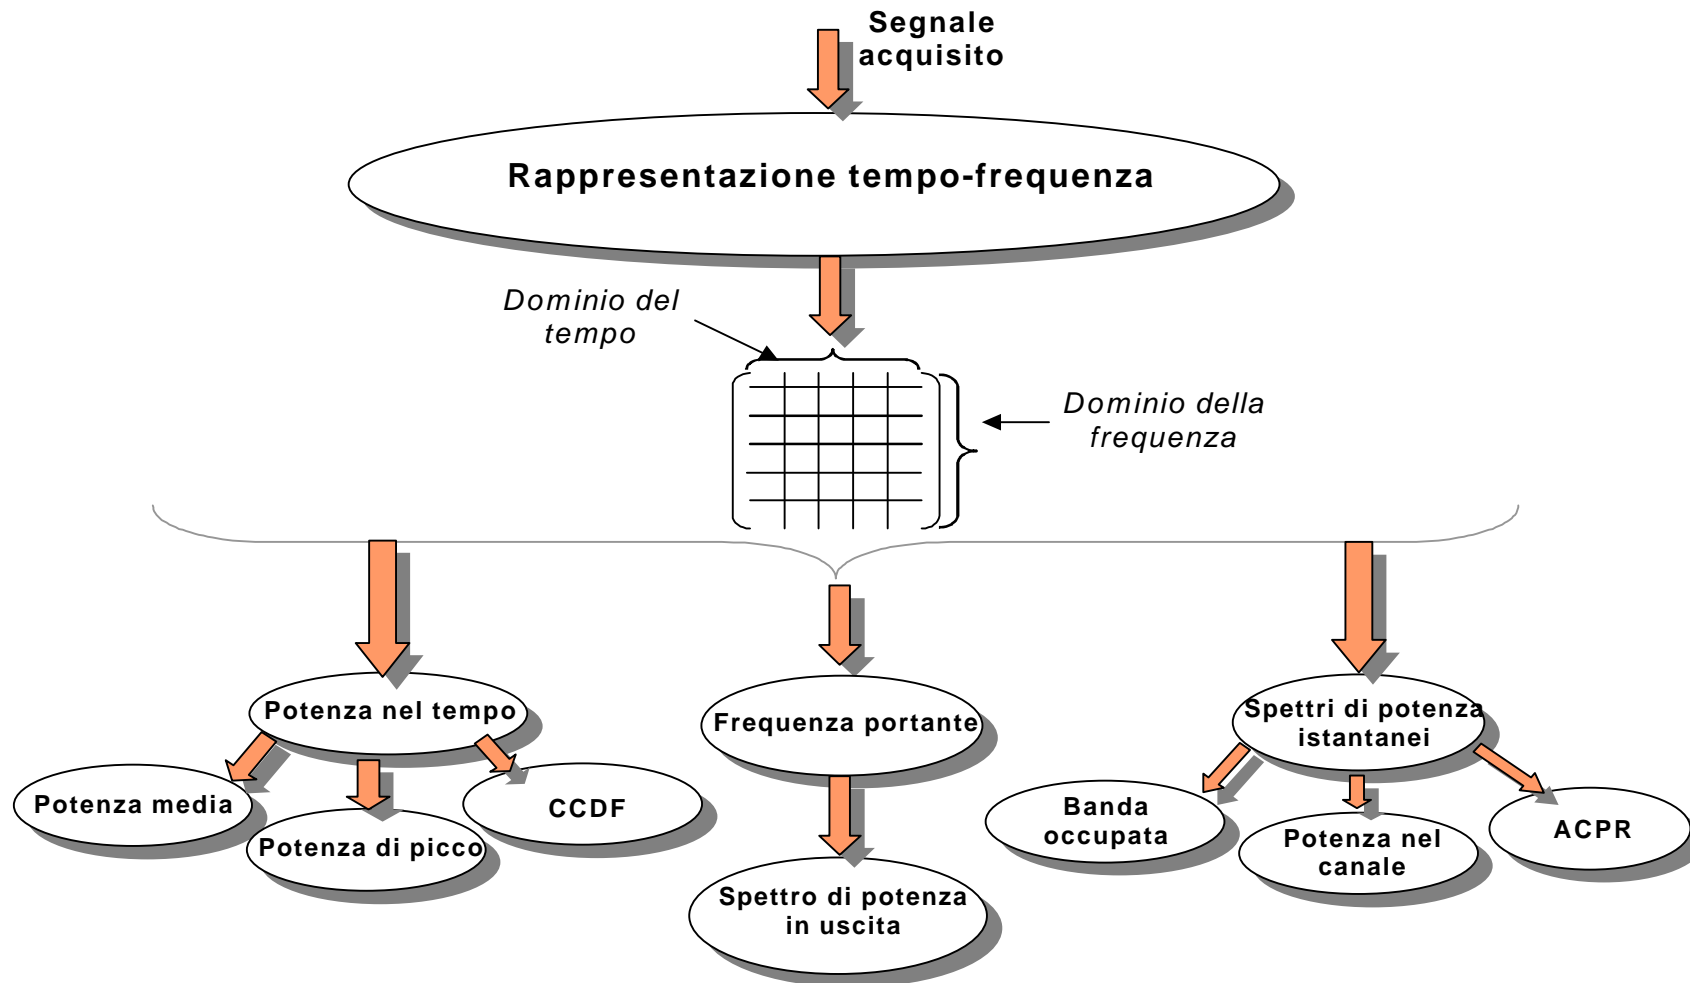 Segnale
acquisito
Rappresentazione tempo-frequenza
Dominio del
tempo
Dominio della
frequenza
Potenza nel tempo
Frequenza portante
Spettri di potenza
istantanei
Potenza media
Potenza di picco
CCDF
Spettro di potenza
in uscita
Banda
occupata
Potenza nel
canale
ACPR